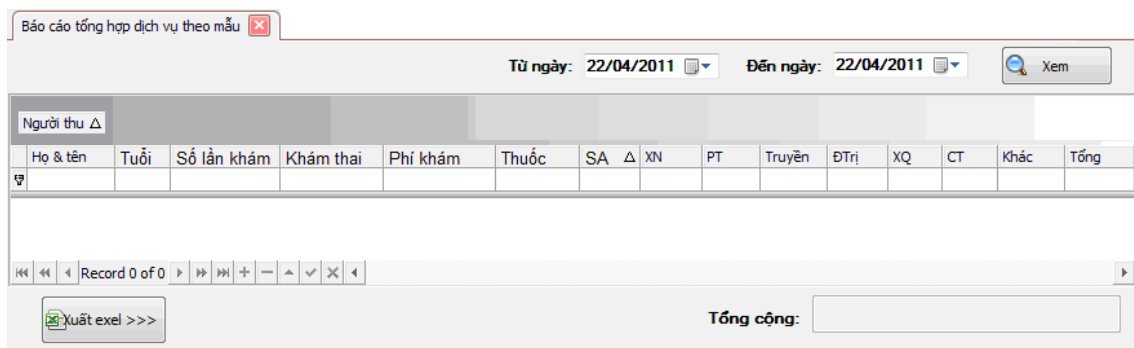 Báo cáo tổng hợp dịch vụ theo mẫu
Từ ngày: 22/04/2011 Đến ngày: 22/04/2011 Xem
Người thu
Họ & tên Tuổi Số lần khám Khám thai Phí khám Thuốc SA XN PT Truyền ĐTrị XQ CT Khác Tổng
Record 0 of 0
Xuất exel >>> Tổng cộng: